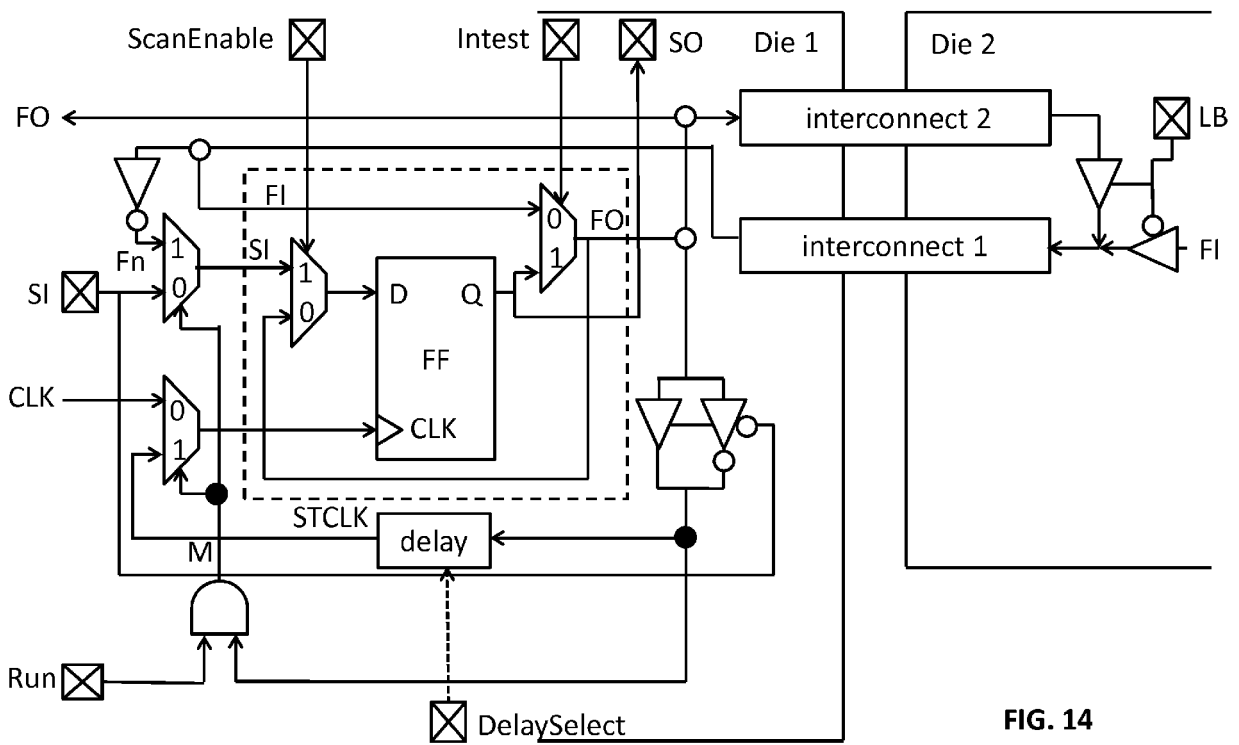 ScanEnable
Intest
SO
Die 1
Die 2
FO
interconnect 2
LB
FI
0
FO
Fn
1
SI
1
1
interconnect 1
FI
SI
0
0
D
Q
FF
CLK
0
CLK
1
STCLK
delay
M
Run
DelaySelect
FIG. 14